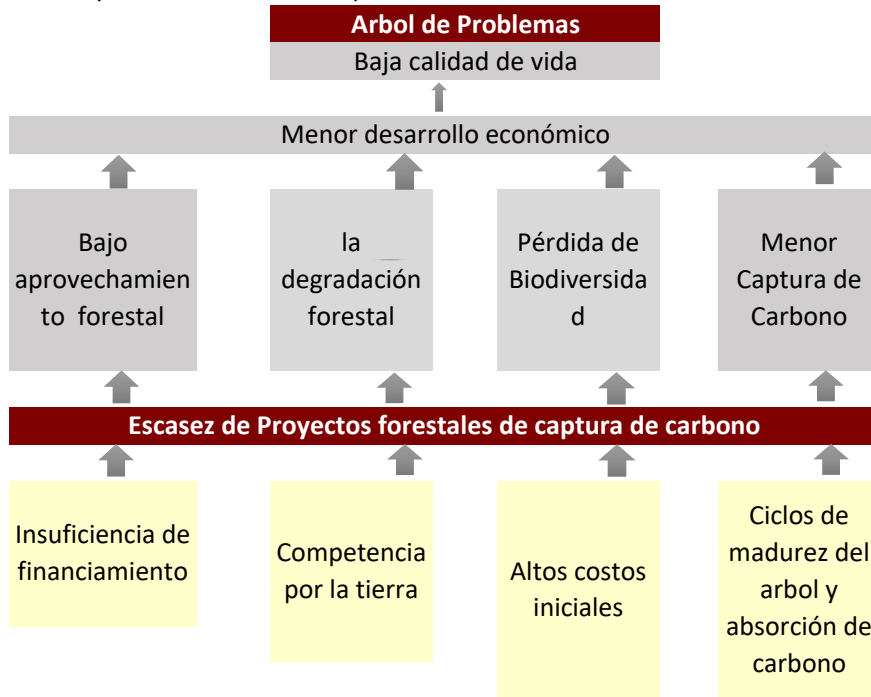 Arbol de Problemas
Baja calidad de vida
Menor desarrollo económico
Bajo
aprovechamien
to forestal
la
degradación
forestal
Pérdida de
Biodiversida
d
Menor
Captura de
Carbono
Escasez de Proyectos forestales de captura de carbono
Insuficiencia de
financiamiento
Competencia
por la tierra
Altos costos
iniciales
Ciclos de
madurez del
arbol y
absorción de
carbono